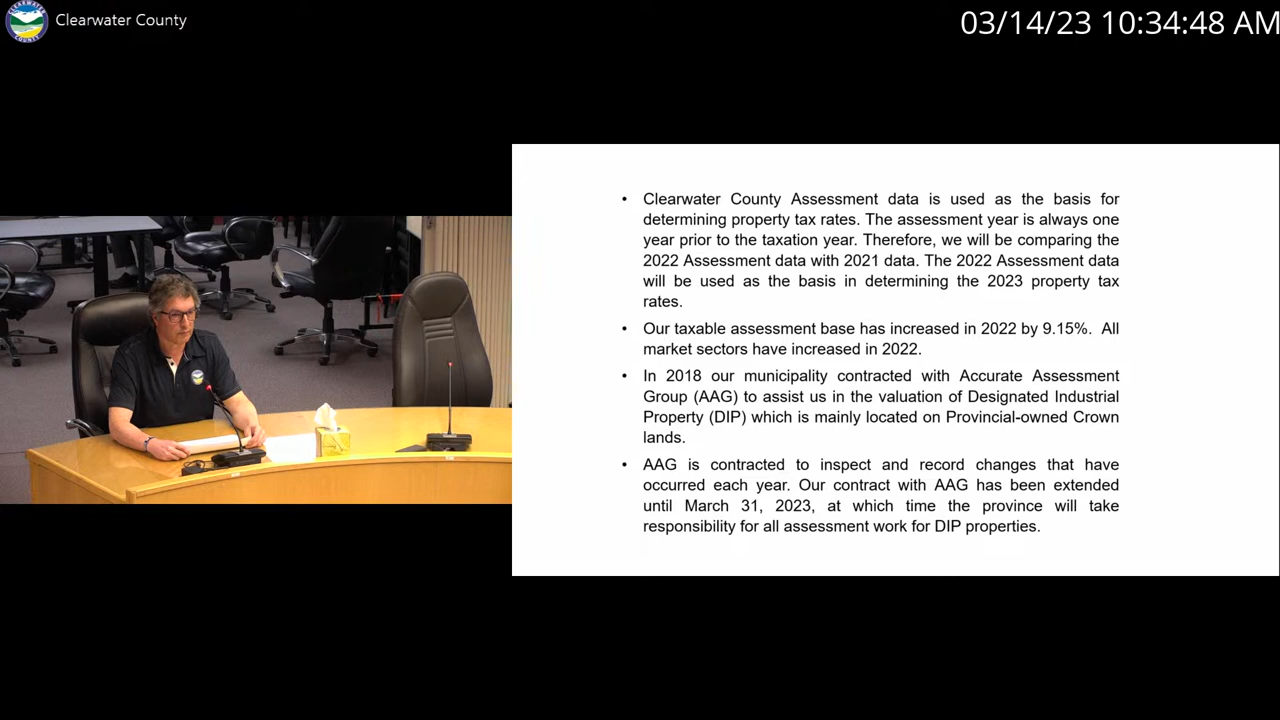 Clearwater County
03/14/23 10:34:48 AM
• Clearwater County Assessment data is used as the basis for
determining property tax rates. The assessment year is always one
year prior to the taxation year. Therefore, we will be comparing the
2022 Assessment data with 2021 data. The 2022 Assessment data
will be used as the basis in determining the 2023 property tax
rates.
• Our taxable assessment base has increased in 2022 by 9.15%. All
market sectors have increased in 2022.
• In 2018 our municipality contracted with Accurate Assessment
Group (AAG) to assist us in the valuation of Designated Industrial
Property (DIP) which is mainly located on Provincial-owned Crown
lands.
• AAG is contracted to inspect and record changes that have
occurred each year. Our contract with AAG has been extended
until March 31, 2023, at which time the province will take
responsibility for all assessment work for DIP properties.